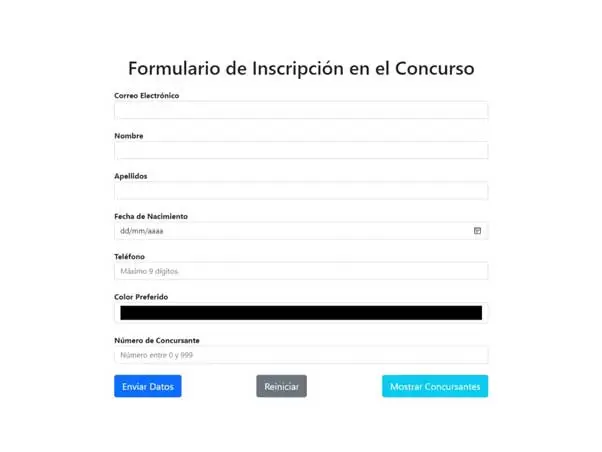 Formulario de Inscripción en el Concurso
Correo Electrónico
Nombre
Apellidos
Fecha de Nacimiento
dd/mm/aaaa
Teléfono
Máximo 9 dígitos
Color Preferido
Número de Concursante
Número entre 0 y 999
Enviar Datos Reiniciar Mostrar Concursantes